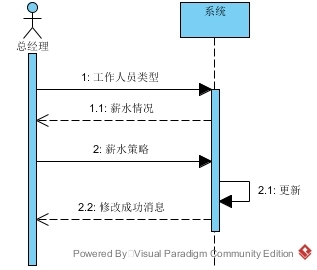 总经理
系统
1: 工作人员类型
1.1: 薪水情况
2: 薪水策略
2.1: 更新
2.2: 修改成功消息
Powered By Visual Paradigm Community Edition